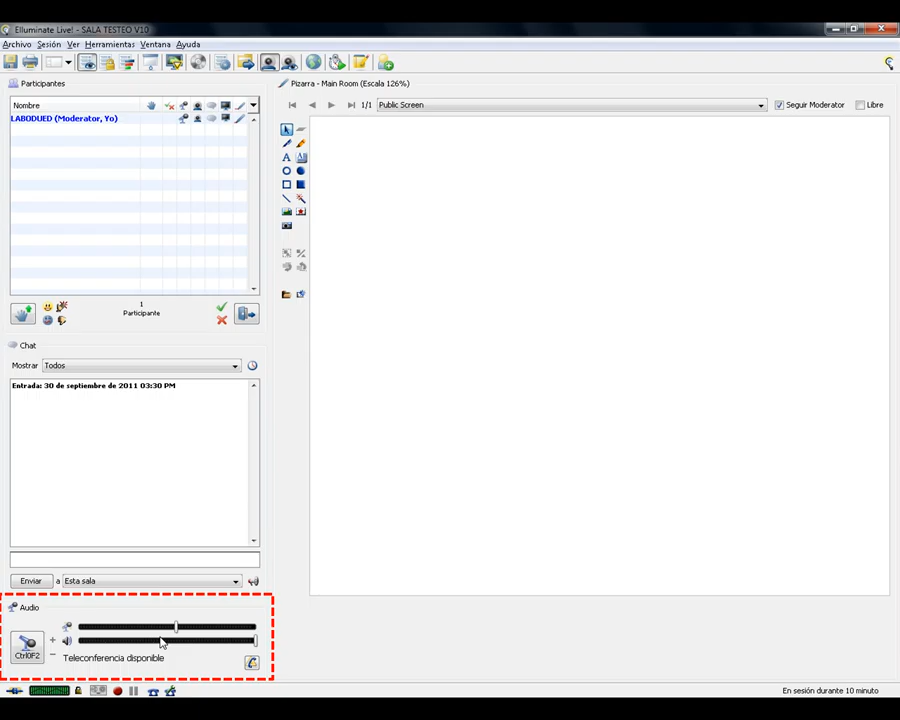 Elluminate Live! - SALA TESTEO V10
Archivo Sesión Ver Herramientas Ventana Ayuda
Participantes
Nombre
LABODUED (Moderator, Yo)
1
Participante
Chat
Mostrar Todos
Entrada: 30 de septiembre de 2011 03:30 PM
Enviar a Esta sala
Audio
Ctrl0F2
Teleconferencia disponible
Pizarra - Main Room (Escala 126%)
1/1 Public Screen Seguir Moderator Libre
A A
En sesión durante 10 minuto